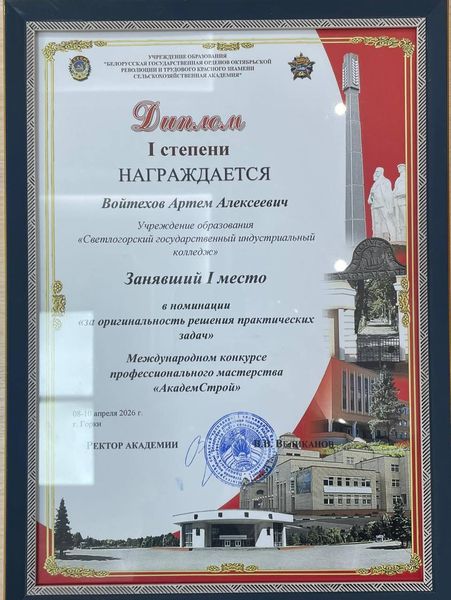 УЧРЕЖДЕНИЕ ОБРАЗОВАНИЯ
"БЕЛОРУССКАЯ ГОСУДАРСТВЕННАЯ ОРДЕНОВ ОКТЯБРЬСКОЙ
РЕВОЛЮЦИИ И ТРУДОВОГО КРАСНОГО ЗНАМЕНИ
СЕЛЬСКОХОЗЯЙСТВЕННАЯ АКАДЕМИЯ"
Диплом
I степени
НАГРАЖДАЕТСЯ
Войтехов Артем Алексеевич
Учреждение образования
«Светлогорский государственный индустриальный
колледж»
Занявший I место
в номинации
«за оригинальность решения практических
задач»
Международном конкурсе
профессионального мастерства
«АкадемСтрой»
08-10 апреля 2026 г.
г. Горки
РЕКТОР АКАДЕМИИ